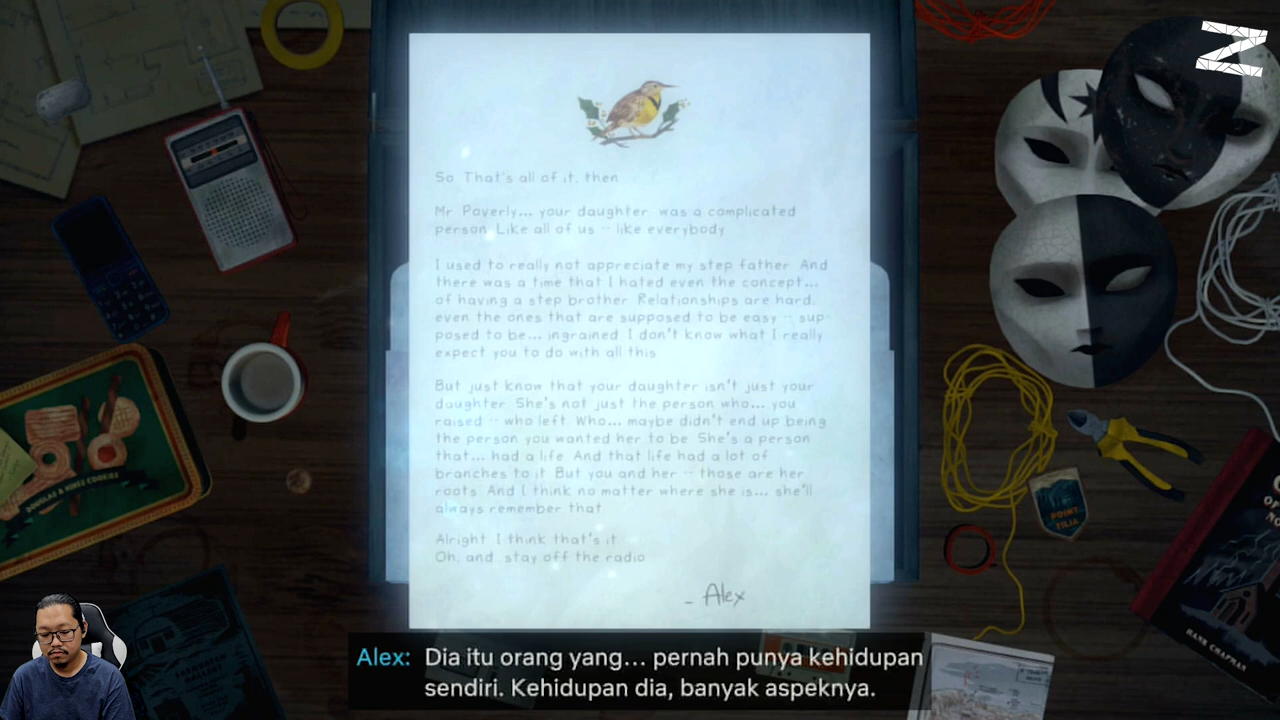 So. That's all of it, then.
Mr. Poverly... your daughter was a complicated
person. Like all of us -- like everybody.
I used to really not appreciate my step father. And
there was a time that I hated even the concept...
of having a step brother. Relationships are hard,
even the ones that are supposed to be easy -- sup-
posed to be... ingrained. I don't know what I really
expect you to do with all this.
But just know that your daughter isn't just your
daughter. She's not just the person who... you
raised -- who left. Who... maybe didn't end up being
the person you wanted her to be. She's a person
that... had a life. And that life had a lot of
branches to it. But you and her -- those are her
roots. And I think no matter where she is... she'll
always remember that.
Alright. I think that's it.
Oh, and, stay off the radio.
- Alex
Alex: Dia itu orang yang... pernah punya kehidupan
sendiri. Kehidupan dia, banyak aspeknya.
DOUGLAS & HINES COOKIES
POINT
TILIA
HANK CHAPMAN
Z